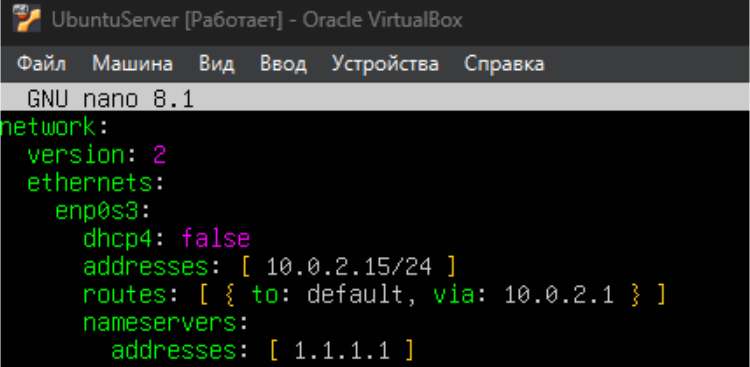 UbuntuServer [Работает] - Oracle VirtualBox
Файл Машина Вид Ввод Устройства Справка
GNU nano 8.1
network:
  version: 2
  ethernets:
    enp0s3:
      dhcp4: false
      addresses: [ 10.0.2.15/24 ]
      routes: [ { to: default, via: 10.0.2.1 } ]
      nameservers:
        addresses: [ 1.1.1.1 ]